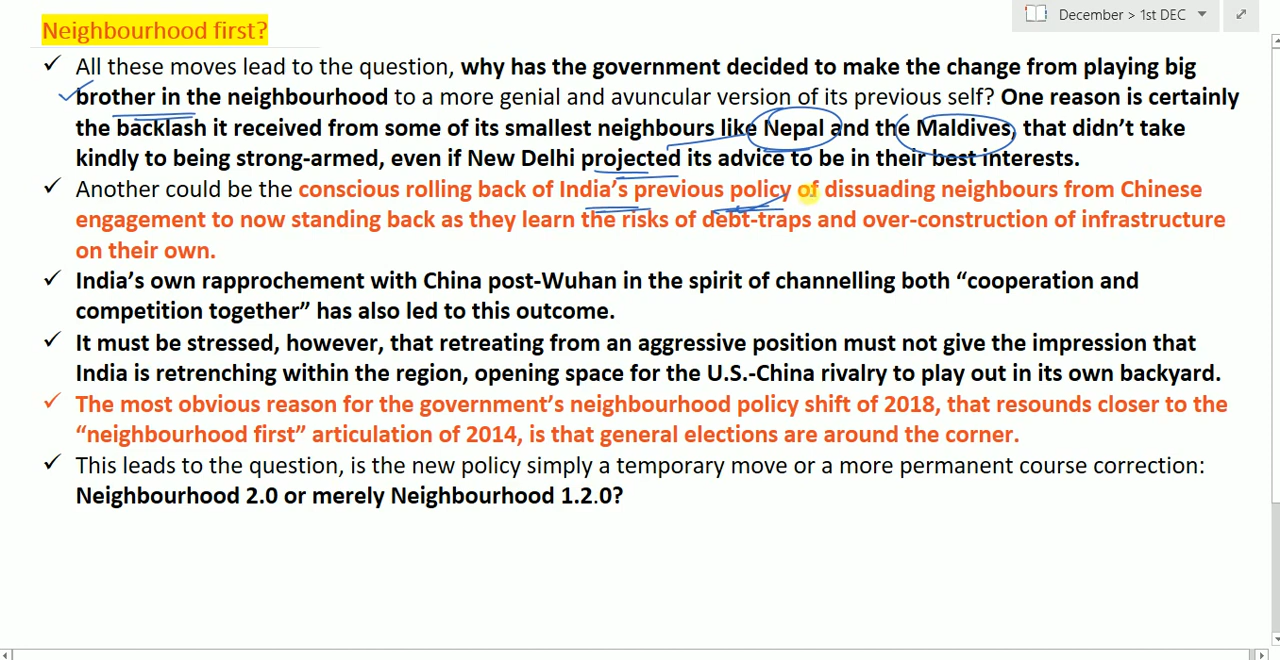 December > 1st DEC
Neighbourhood first?
✓ All these moves lead to the question, why has the government decided to make the change from playing big
brother in the neighbourhood to a more genial and avuncular version of its previous self? One reason is certainly
the backlash it received from some of its smallest neighbours like Nepal and the Maldives, that didn’t take
kindly to being strong-armed, even if New Delhi projected its advice to be in their best interests.
✓ Another could be the conscious rolling back of India’s previous policy of dissuading neighbours from Chinese
engagement to now standing back as they learn the risks of debt-traps and over-construction of infrastructure
on their own.
✓ India’s own rapprochement with China post-Wuhan in the spirit of channelling both “cooperation and
competition together” has also led to this outcome.
✓ It must be stressed, however, that retreating from an aggressive position must not give the impression that
India is retrenching within the region, opening space for the U.S.-China rivalry to play out in its own backyard.
✓ The most obvious reason for the government’s neighbourhood policy shift of 2018, that resounds closer to the
“neighbourhood first” articulation of 2014, is that general elections are around the corner.
✓ This leads to the question, is the new policy simply a temporary move or a more permanent course correction:
Neighbourhood 2.0 or merely Neighbourhood 1.2.0?